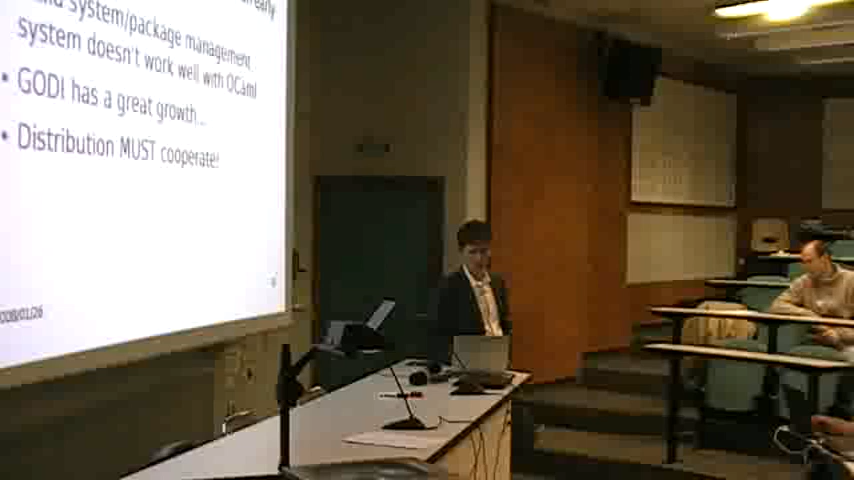 system/package management
system doesn't work well with OCaml
• GODI has a great growth...
• Distribution MUST cooperate!